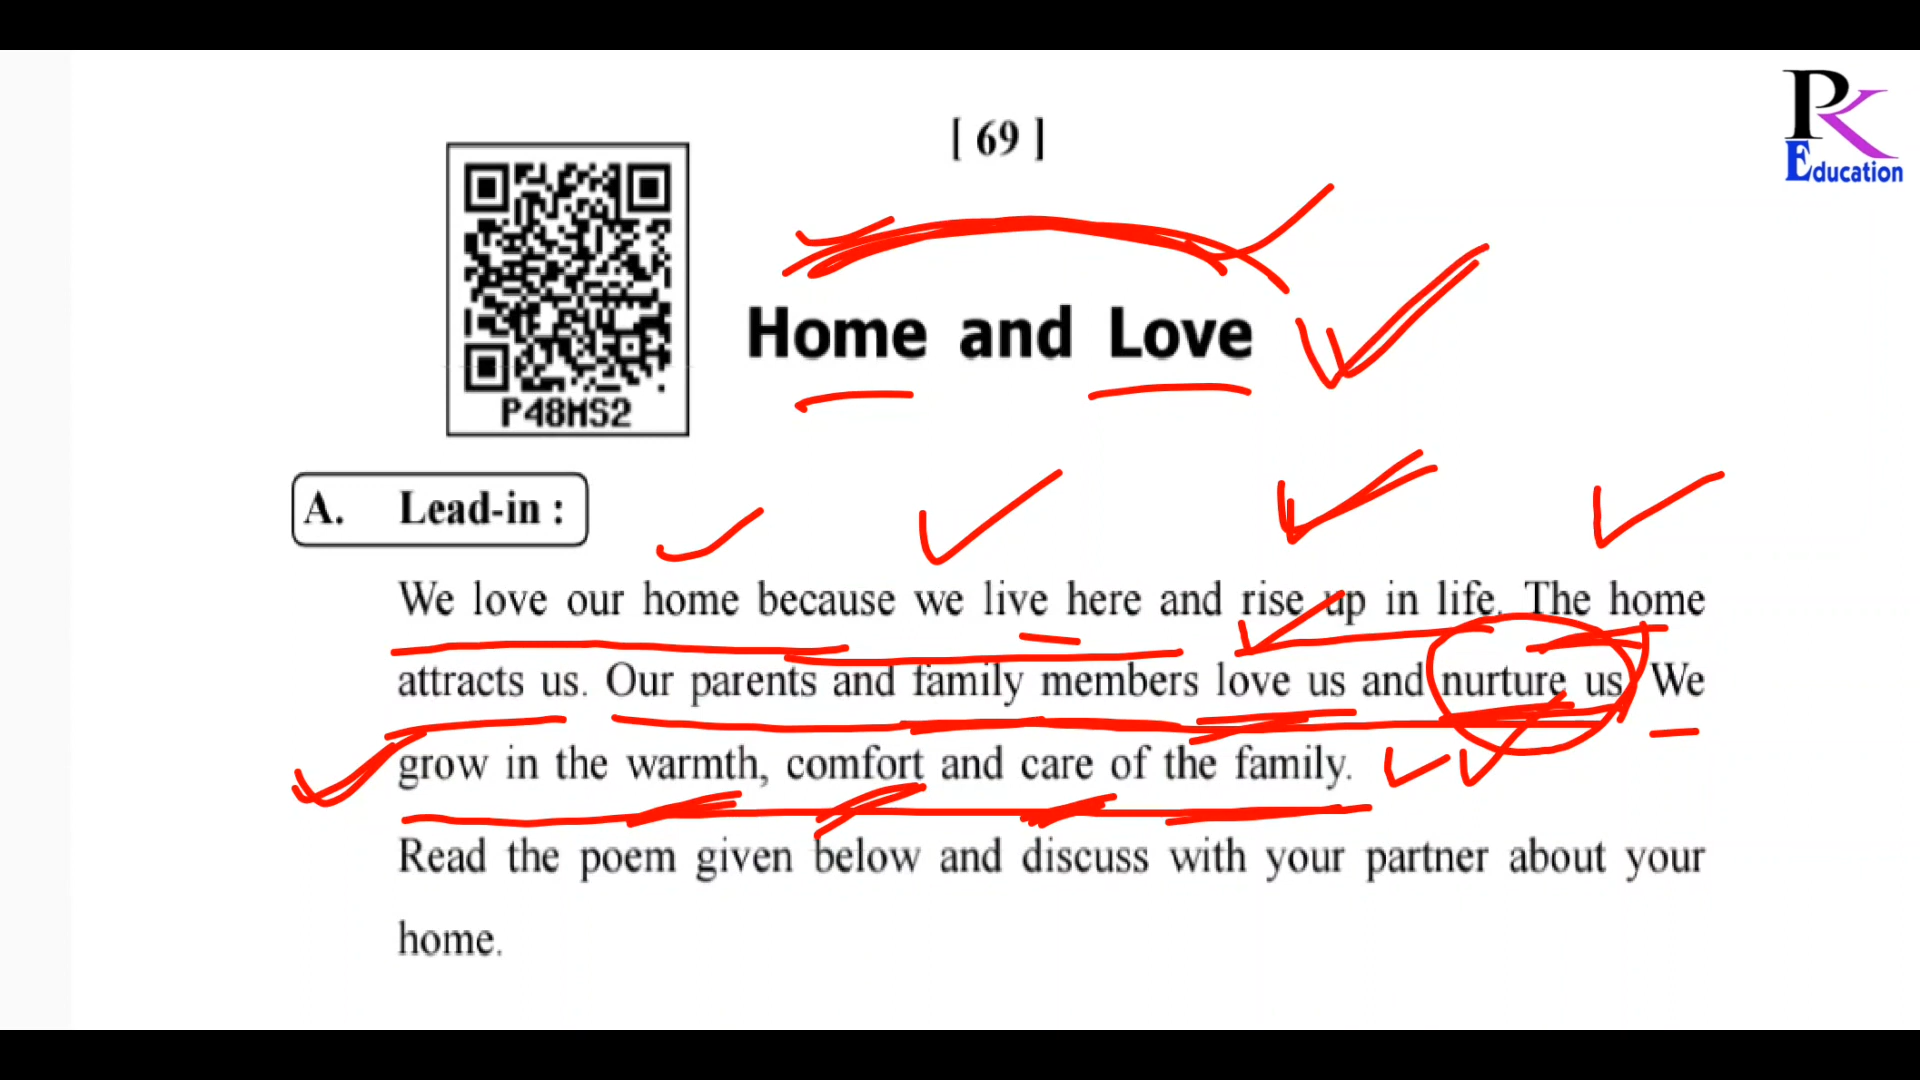 [ 69 ]
PK
Education
P48HS2
Home and Love
A. Lead-in :
We love our home because we live here and rise up in life. The home
attracts us. Our parents and family members love us and nurture us. We
grow in the warmth, comfort and care of the family.
Read the poem given below and discuss with your partner about your
home.